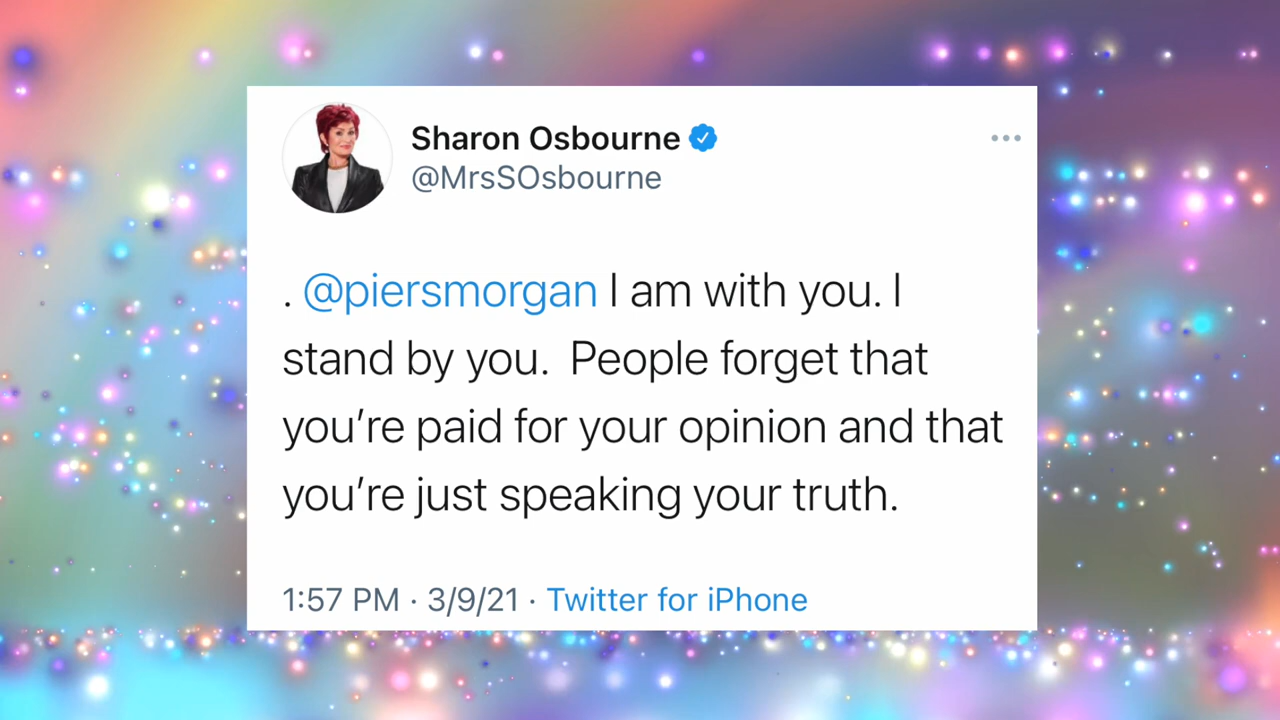 Sharon Osbourne
@MrsSOsbourne
. @piersmorgan I am with you. I
stand by you.  People forget that
you’re paid for your opinion and that
you’re just speaking your truth.
1:57 PM · 3/9/21 · Twitter for iPhone